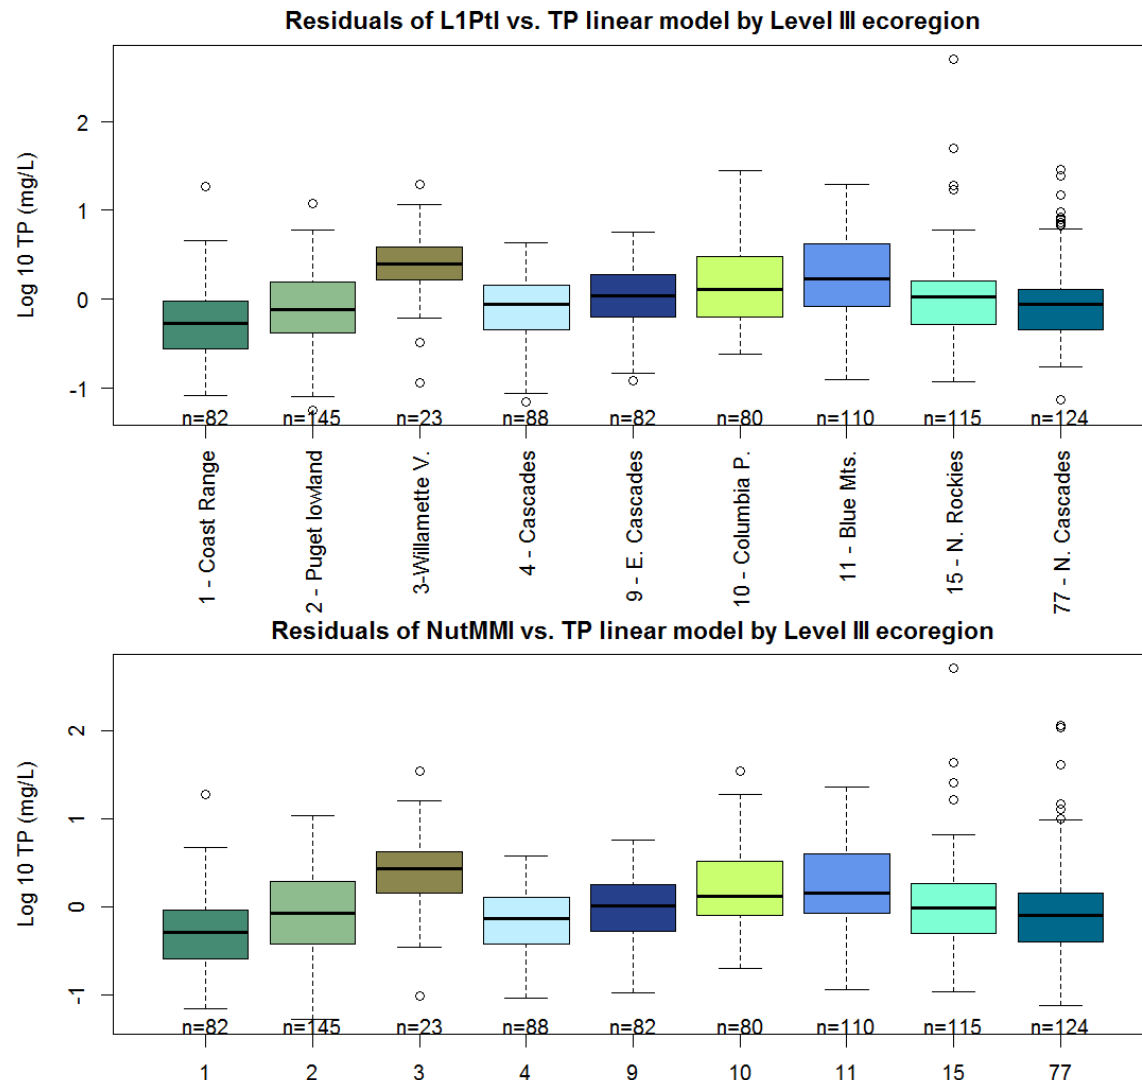 Residuals of L1Ptl vs. TP linear model by Level III ecoregion
Log 10 TP (mg/L)
2
1
0
-1
n=82 n=145 n=23 n=88 n=82 n=80 n=110 n=115 n=124
1 - Coast Range
2 - Puget lowland
3-Willamette V.
4 - Cascades
9 - E. Cascades
10 - Columbia P.
11 - Blue Mts.
15 - N. Rockies
77 - N. Cascades
Residuals of NutMMI vs. TP linear model by Level III ecoregion
Log 10 TP (mg/L)
2
1
0
-1
n=82 n=145 n=23 n=88 n=82 n=80 n=110 n=115 n=124
1 2 3 4 9 10 11 15 77